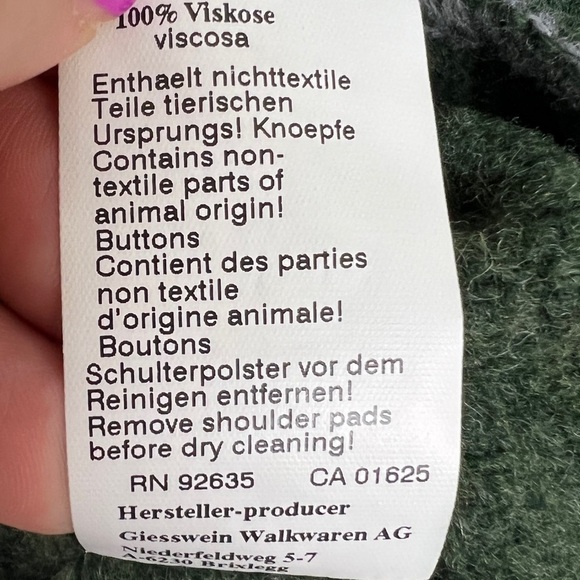 100% Viskose
viscosa
Enthaelt nichttextile
Teile tierischen
Ursprungs! Knoepfe
Contains non-
textile parts of
animal origin!
Buttons
Contient des parties
non textile
d'origine animale!
Boutons
Schulterpolster vor dem
Reinigen entfernen!
Remove shoulder pads
before dry cleaning!
RN 92635 CA 01625
Hersteller-producer
Giesswein Walkwaren AG
Niederfeldweg 5-7
A-6230 Brixlegg